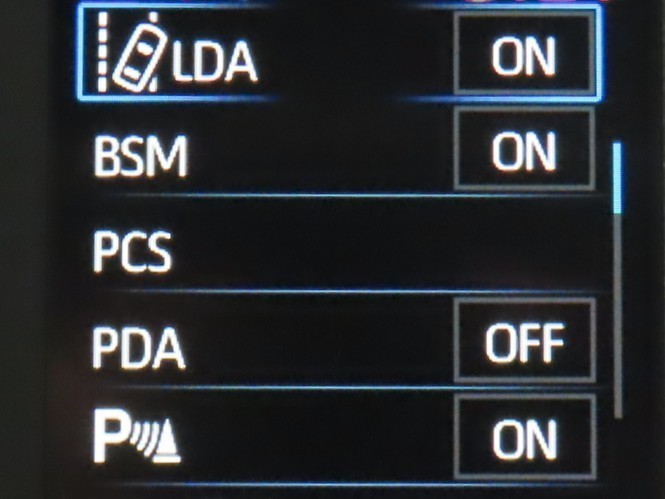 LDA ON
BSM ON
PCS
PDA OFF
P ON